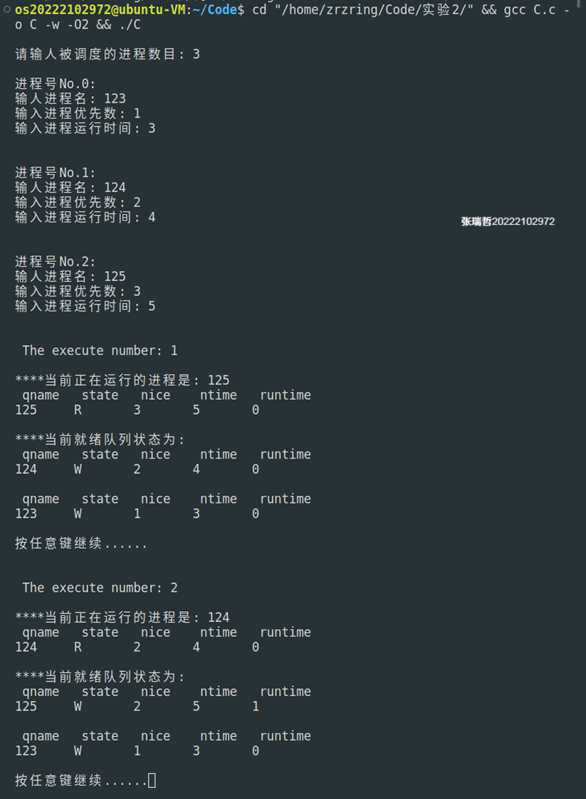 os20222102972@ubuntu-VM:~/Code$ cd "/home/zrzring/Code/实验2/" && gcc C.c -
o C -w -O2 && ./C
请输人被调度的进程数目: 3
进程号No.0:
输人进程名: 123
输入进程优先数: 1
输入进程运行时间: 3
进程号No.1:
输人进程名: 124
输入进程优先数: 2
输入进程运行时间: 4
张瑞哲20222102972
进程号No.2:
输人进程名: 125
输入进程优先数: 3
输入进程运行时间: 5
The execute number: 1
****当前正在运行的进程是: 125
qname state nice ntime runtime
125 R 3 5 0
****当前就绪队列状态为:
qname state nice ntime runtime
124 W 2 4 0
qname state nice ntime runtime
123 W 1 3 0
按任意键继续......
The execute number: 2
****当前正在运行的进程是: 124
qname state nice ntime runtime
124 R 2 4 0
****当前就绪队列状态为:
qname state nice ntime runtime
125 W 2 5 1
qname state nice ntime runtime
123 W 1 3 0
按任意键继续......